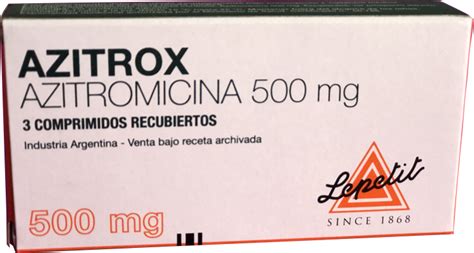 AZITROX
AZITROMICINA 500 mg
3 COMPRIMIDOS RECUBIERTOS
Industria Argentina - Venta bajo receta archivada
Lepetit
SINCE 1868
500 mg